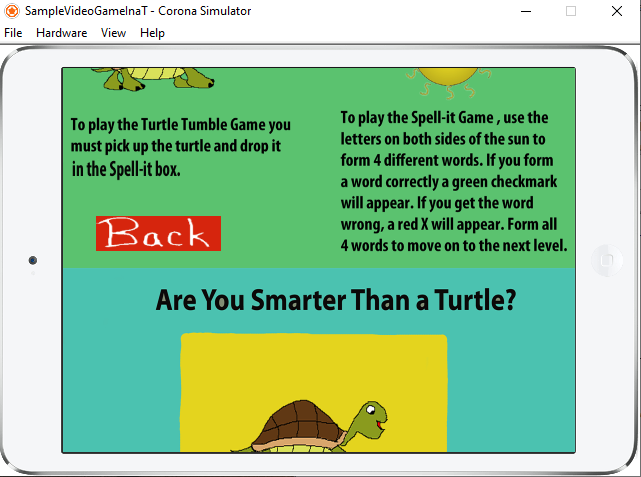 SampleVideoGameInaT - Corona Simulator
File Hardware View Help
To play the Turtle Tumble Game you
must pick up the turtle and drop it
in the Spell-it box.
Back
To play the Spell-it Game , use the
letters on both sides of the sun to
form 4 different words. If you form
a word correctly a green checkmark
will appear. If you get the word
wrong, a red X will appear. Form all
4 words to move on to the next level.
Are You Smarter Than a Turtle?